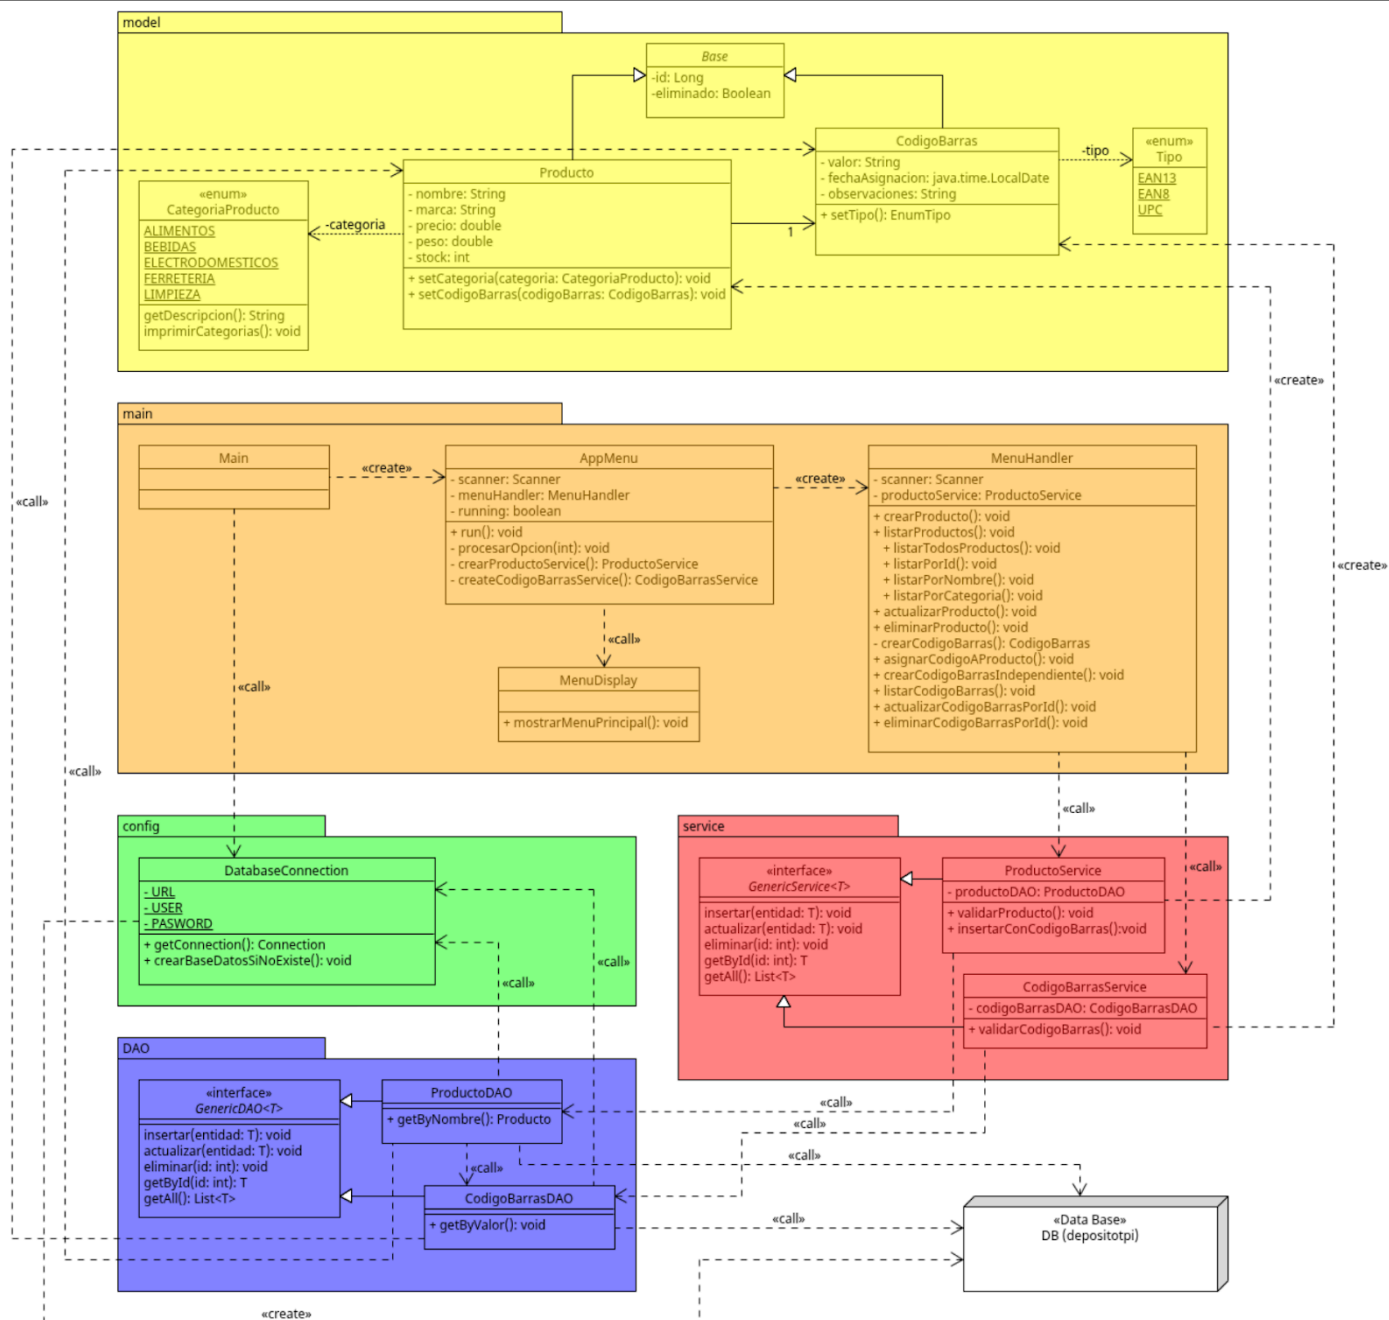 model
Base
-id: Long
-eliminado: Boolean
CodigoBarras
- valor: String
- fechaAsignacion: java.time.LocalDate
- observaciones: String
+ setTipo(): EnumTipo
-tipo
«enum»
Tipo
EAN13
EAN8
UPC
Producto
- nombre: String
- marca: String
- precio: double
- peso: double
- stock: int
+ setCategoria(categoria: CategoriaProducto): void
+ setCodigoBarras(codigoBarras: CodigoBarras): void
1
-categoria
«enum»
CategoriaProducto
ALIMENTOS
BEBIDAS
ELECTRODOMESTICOS
FERRETERIA
LIMPIEZA
getDescripcion(): String
imprimirCategorias(): void
«create»
main
Main
«create»
AppMenu
- scanner: Scanner
- menuHandler: MenuHandler
- running: boolean
+ run(): void
- procesarOpcion(int): void
- crearProductoService(): ProductoService
- createCodigoBarrasService(): CodigoBarrasService
«create»
MenuHandler
- scanner: Scanner
- productoService: ProductoService
+ crearProducto(): void
+ listarProductos(): void
+ listarTodosProductos(): void
+ listarPorId(): void
+ listarPorNombre(): void
+ listarPorCategoria(): void
+ actualizarProducto(): void
+ eliminarProducto(): void
- crearCodigoBarras(): CodigoBarras
+ asignarCodigoAProducto(): void
+ crearCodigoBarrasIndependiente(): void
+ listarCodigoBarras(): void
+ actualizarCodigoBarrasPorId(): void
+ eliminarCodigoBarrasPorId(): void
«call»
«create»
«call»
MenuDisplay
+ mostrarMenuPrincipal(): void
«call»
«call»
«call»
«call»
config
DatabaseConnection
- URL
- USER
- PASWORD
+ getConnection(): Connection
+ crearBaseDatosSiNoExiste(): void
«call»
«call»
service
«interface»
GenericService<T>
insertar(entidad: T): void
actualizar(entidad: T): void
eliminar(id: int): void
getById(id: int): T
getAll(): List<T>
ProductoService
- productoDAO: ProductoDAO
+ validarProducto(): void
+ insertarConCodigoBarras():void
CodigoBarrasService
- codigoBarrasDAO: CodigoBarrasDAO
+ validarCodigoBarras(): void
DAO
«interface»
GenericDAO<T>
insertar(entidad: T): void
actualizar(entidad: T): void
eliminar(id: int): void
getById(id: int): T
getAll(): List<T>
ProductoDAO
+ getByNombre(): Producto
«call»
CodigoBarrasDAO
+ getByValor(): void
«call»
«call»
«call»
«call»
«Data Base»
DB (depositotpi)
«create»